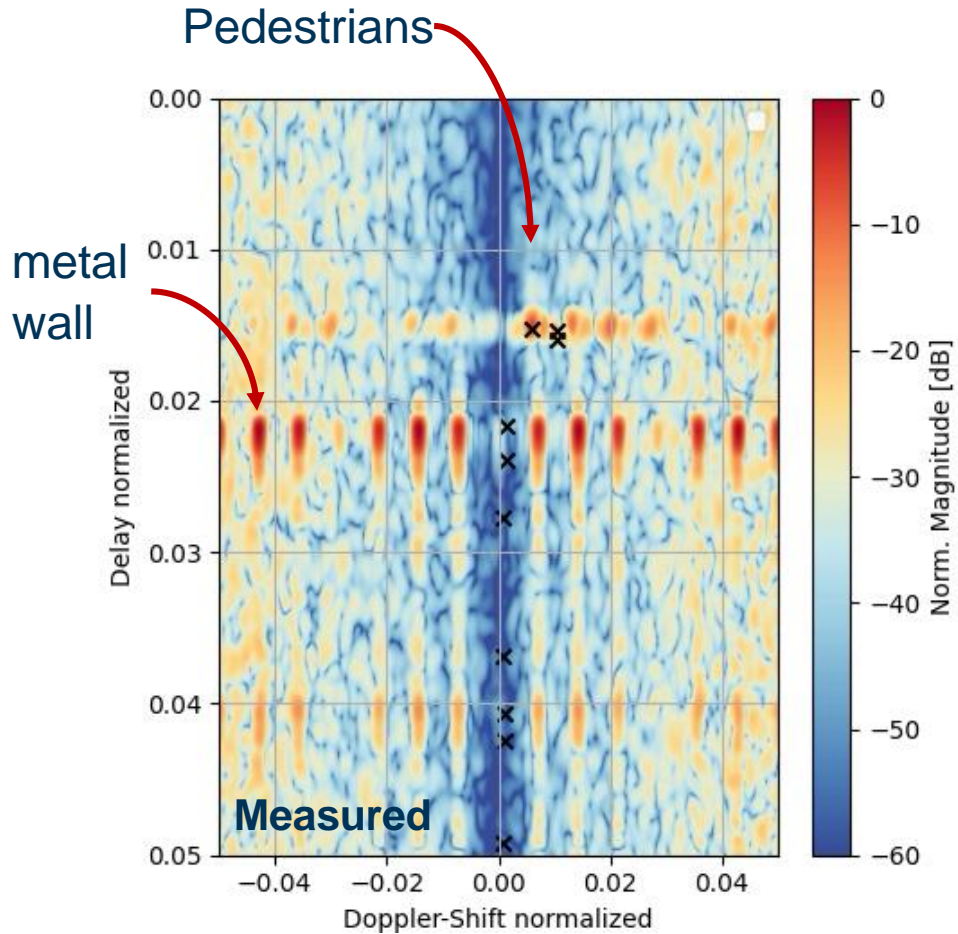 Pedestrians
metal
wall
0.00
0.01
0.02
0.03
0.04
0.05
Delay normalized
Measured
−0.04
−0.02
0.00
0.02
0.04
Doppler-Shift normalized
0
−10
−20
−30
−40
−50
−60
Norm. Magnitude [dB]